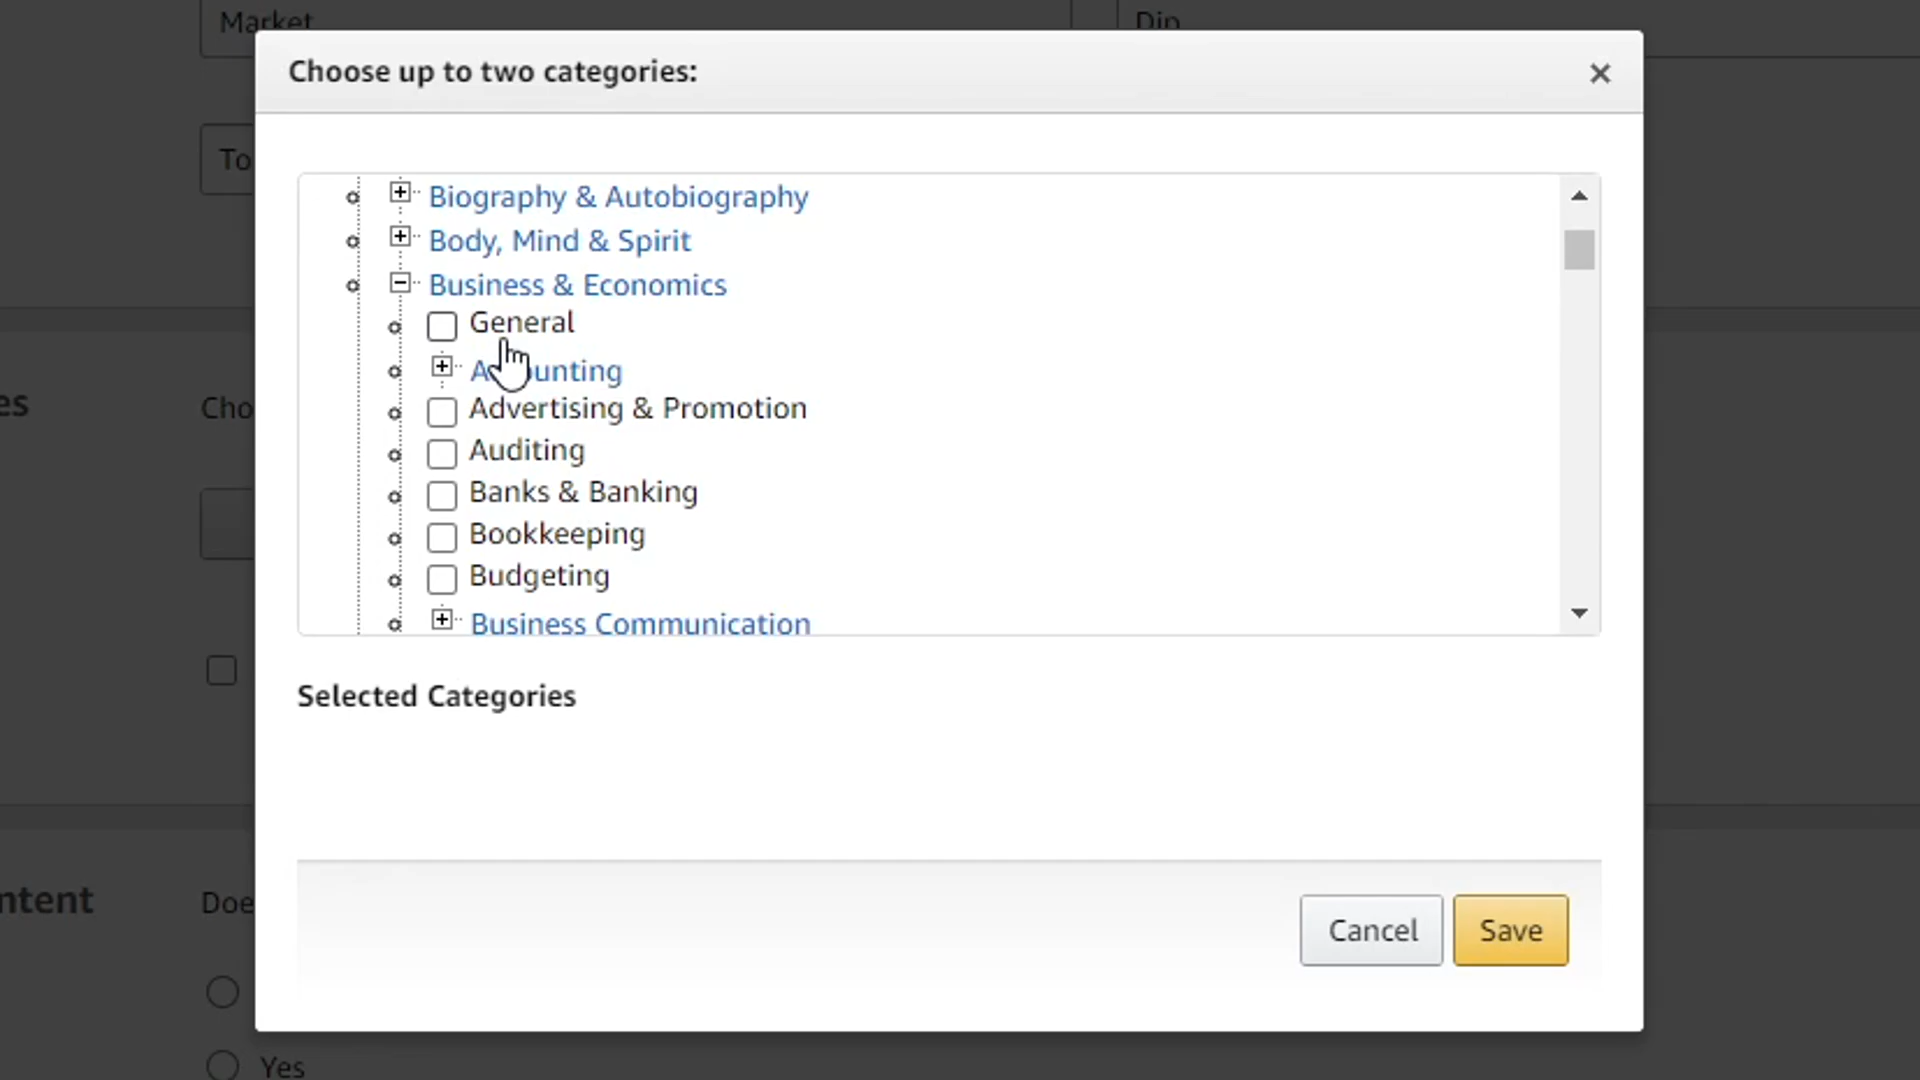 Market
Dip
Choose up to two categories:
To
Biography & Autobiography
Body, Mind & Spirit
Business & Economics
General
Accounting
Advertising & Promotion
Auditing
Banks & Banking
Bookkeeping
Budgeting
Business Communication
es
Cho
Selected Categories
ntent
Doe
Cancel
Save
Yes